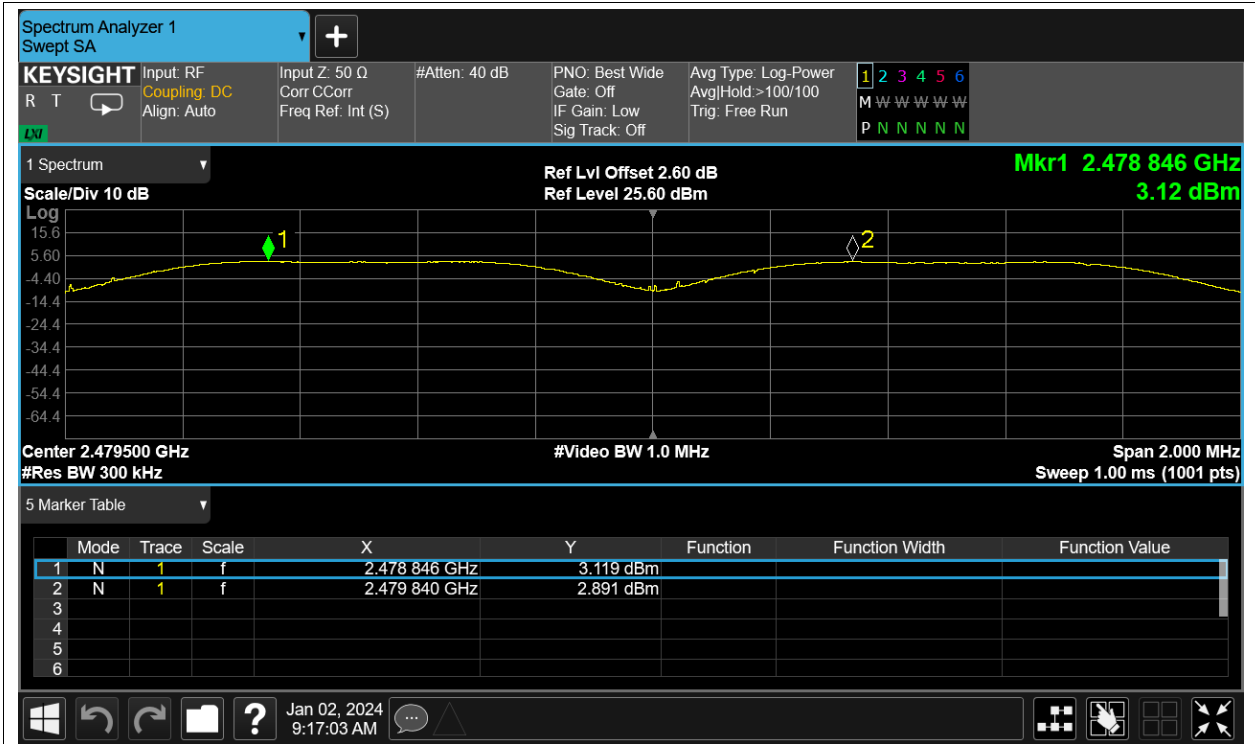 Spectrum Analyzer 1
Swept SA
KEYSIGHT
R T
LXI
Input: RF
Coupling: DC
Align: Auto
Input Z: 50 Ω
Corr CCorr
Freq Ref: Int (S)
#Atten: 40 dB
PNO: Best Wide
Gate: Off
IF Gain: Low
Sig Track: Off
Avg Type: Log-Power
Avg|Hold:>100/100
Trig: Free Run
1 2 3 4 5 6
M W W W W W
P N N N N N
1 Spectrum
Scale/Div 10 dB
Ref Lvl Offset 2.60 dB
Ref Level 25.60 dBm
Mkr1 2.478 846 GHz
3.12 dBm
Log
15.6
5.60
-4.40
-14.4
-24.4
-34.4
-44.4
-54.4
-64.4
1
2
Center 2.479500 GHz
#Video BW 1.0 MHz
Span 2.000 MHz
#Res BW 300 kHz
Sweep 1.00 ms (1001 pts)
5 Marker Table
Mode Trace Scale X Y Function Function Width Function Value
1 N 1 f 2.478 846 GHz 3.119 dBm
2 N 1 f 2.479 840 GHz 2.891 dBm
3
4
5
6
?
Jan 02, 2024
9:17:03 AM